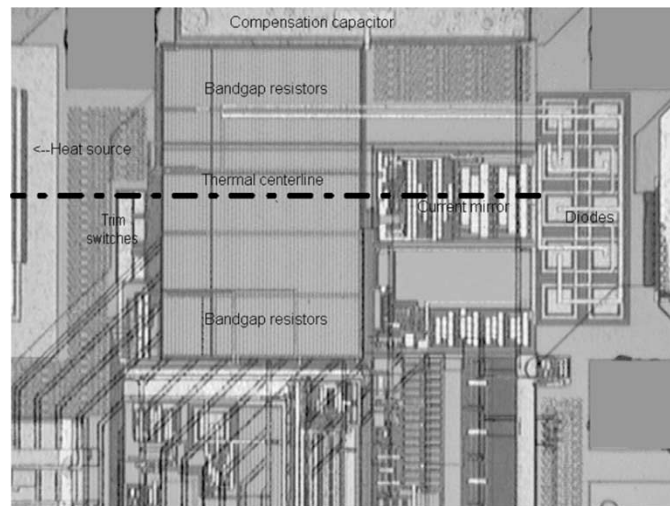 Compensation capacitor
Bandgap resistors
<--Heat source
Thermal centerline
Trim
switches
Current mirror
Diodes
Bandgap resistors